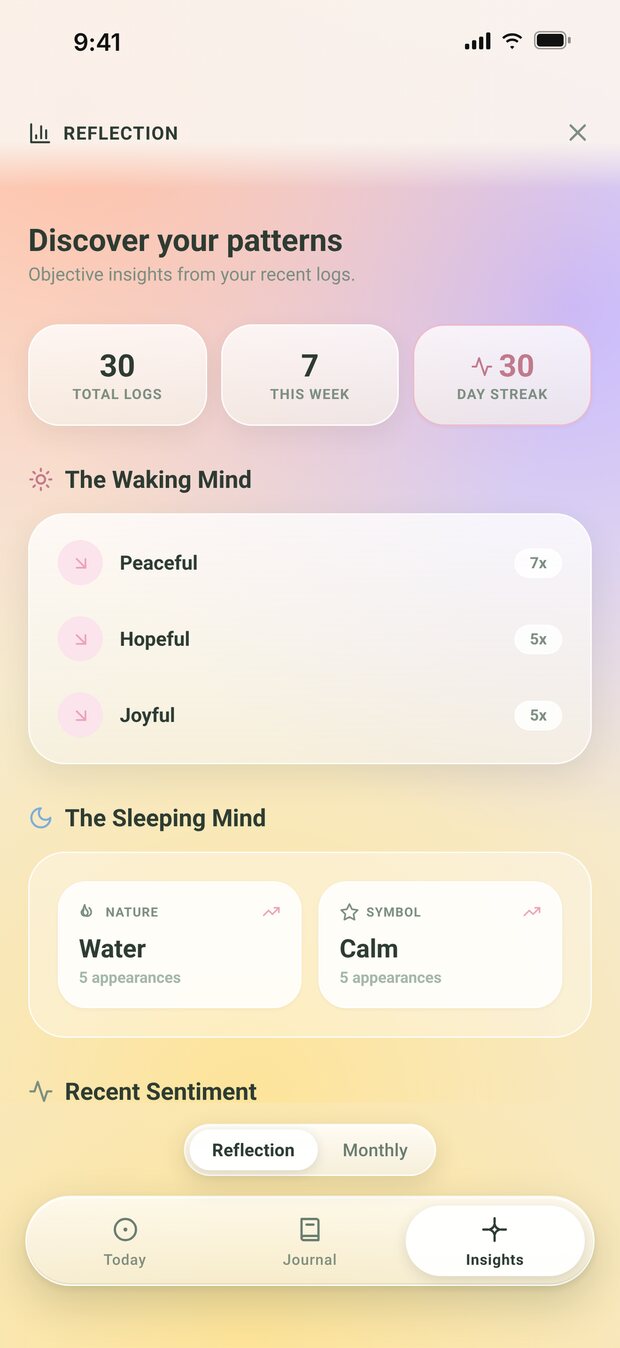 9:41
REFLECTION
Discover your patterns
Objective insights from your recent logs.
30
TOTAL LOGS
7
THIS WEEK
30
DAY STREAK
The Waking Mind
Peaceful
7x
Hopeful
5x
Joyful
5x
The Sleeping Mind
NATURE
Water
5 appearances
SYMBOL
Calm
5 appearances
Recent Sentiment
Reflection
Monthly
Today
Journal
Insights